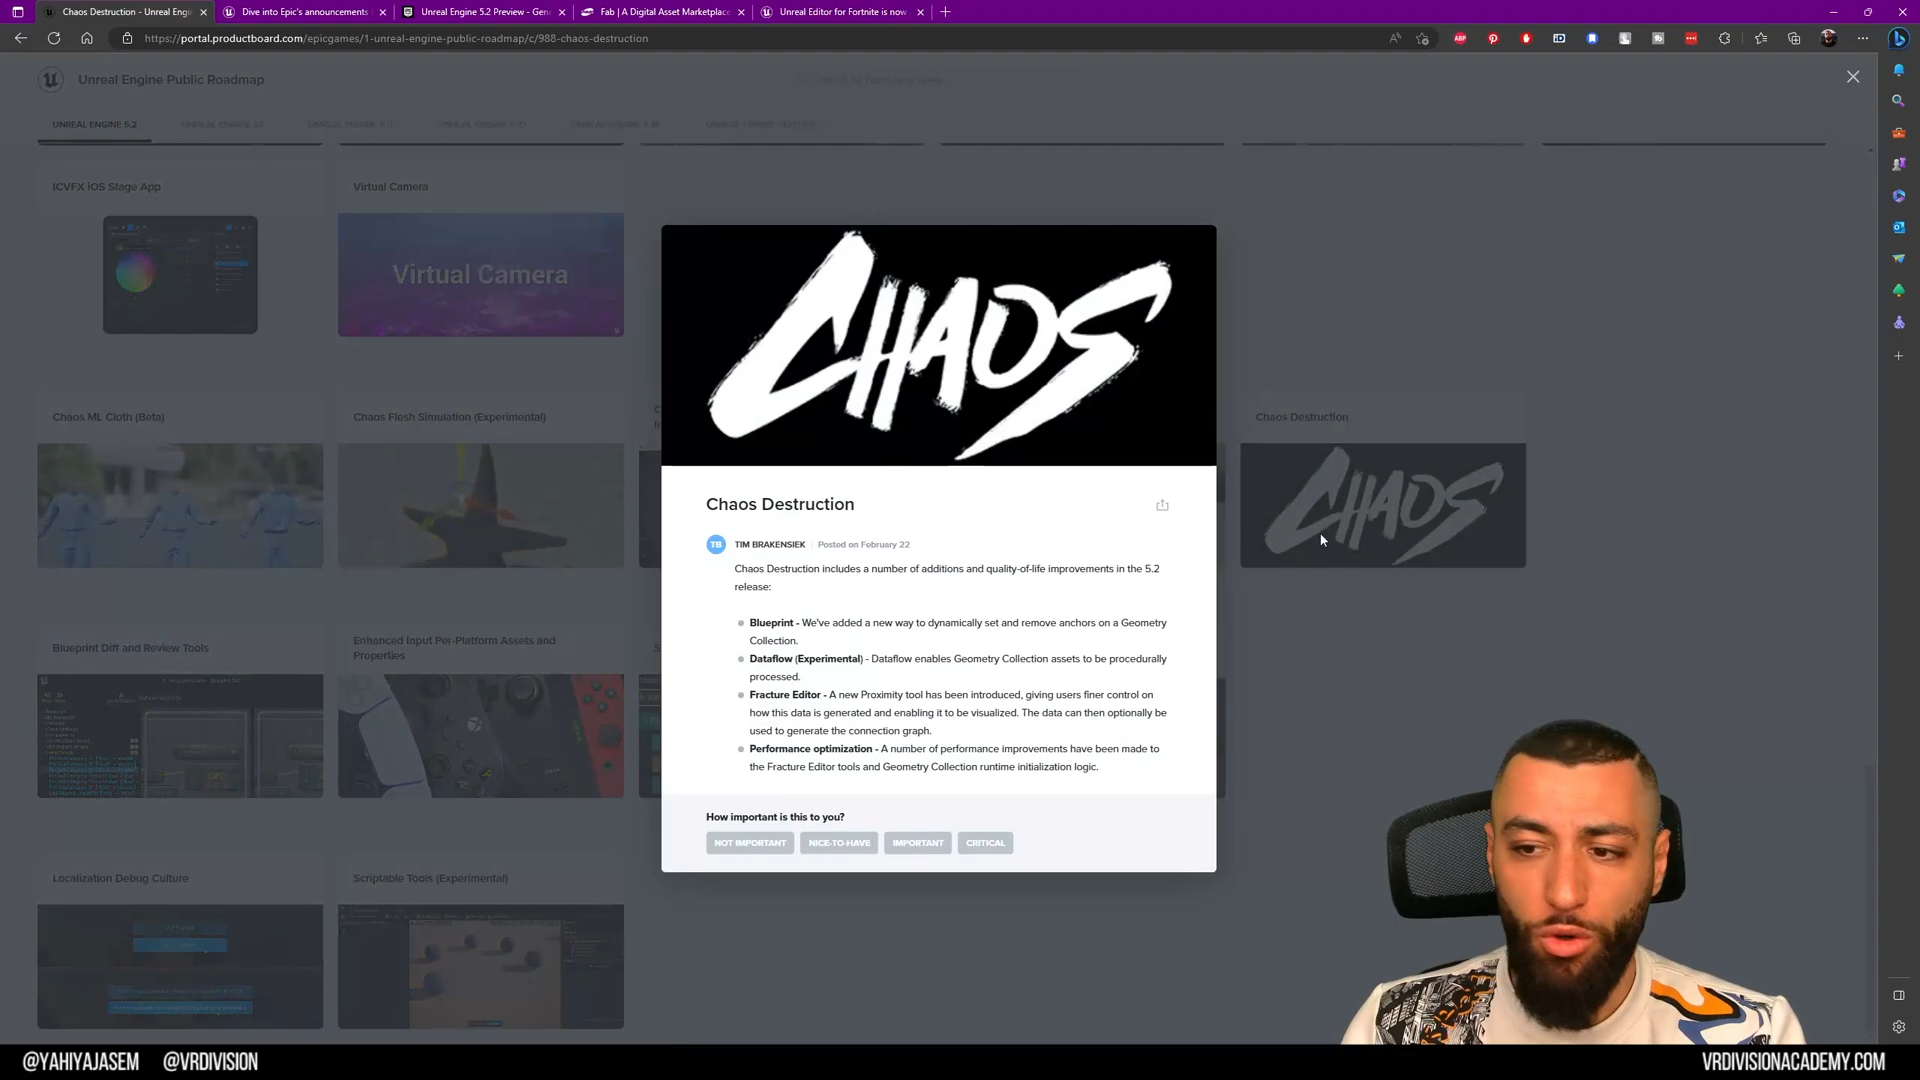 Chaos Destruction - Unreal Engi
Dive into Epic's announcements
Unreal Engine 5.2 Preview - Gen
Fab | A Digital Asset Marketplace
Unreal Editor for Fortnite is now
https://portal.productboard.com/epicgames/1-unreal-engine-public-roadmap/c/988-chaos-destruction
Unreal Engine Public Roadmap
UNREAL ENGINE 5.2
ICVFX iOS Stage App
Virtual Camera
Virtual Camera
CHAOS
Chaos ML Cloth (Beta)
Chaos Flesh Simulation (Experimental)
Chaos Destruction
CHAOS
Chaos Destruction
TB
TIM BRAKENSIEK
Posted on February 22
Chaos Destruction includes a number of additions and quality-of-life improvements in the 5.2
release:
Blueprint - We've added a new way to dynamically set and remove anchors on a Geometry
Collection.
Dataflow (Experimental) - Dataflow enables Geometry Collection assets to be procedurally
processed.
Fracture Editor - A new Proximity tool has been introduced, giving users finer control on
how this data is generated and enabling it to be visualized. The data can then optionally be
used to generate the connection graph.
Performance optimization - A number of performance improvements have been made to
the Fracture Editor tools and Geometry Collection runtime initialization logic.
Blueprint Diff and Review Tools
Enhanced Input Per-Platform Assets and
Properties
How important is this to you?
NOT IMPORTANT
NICE-TO-HAVE
IMPORTANT
CRITICAL
Localization Debug Culture
Scriptable Tools (Experimental)
@YAHIYAJASEM
@VRDIVISION
VRDIVISIONACADEMY.COM